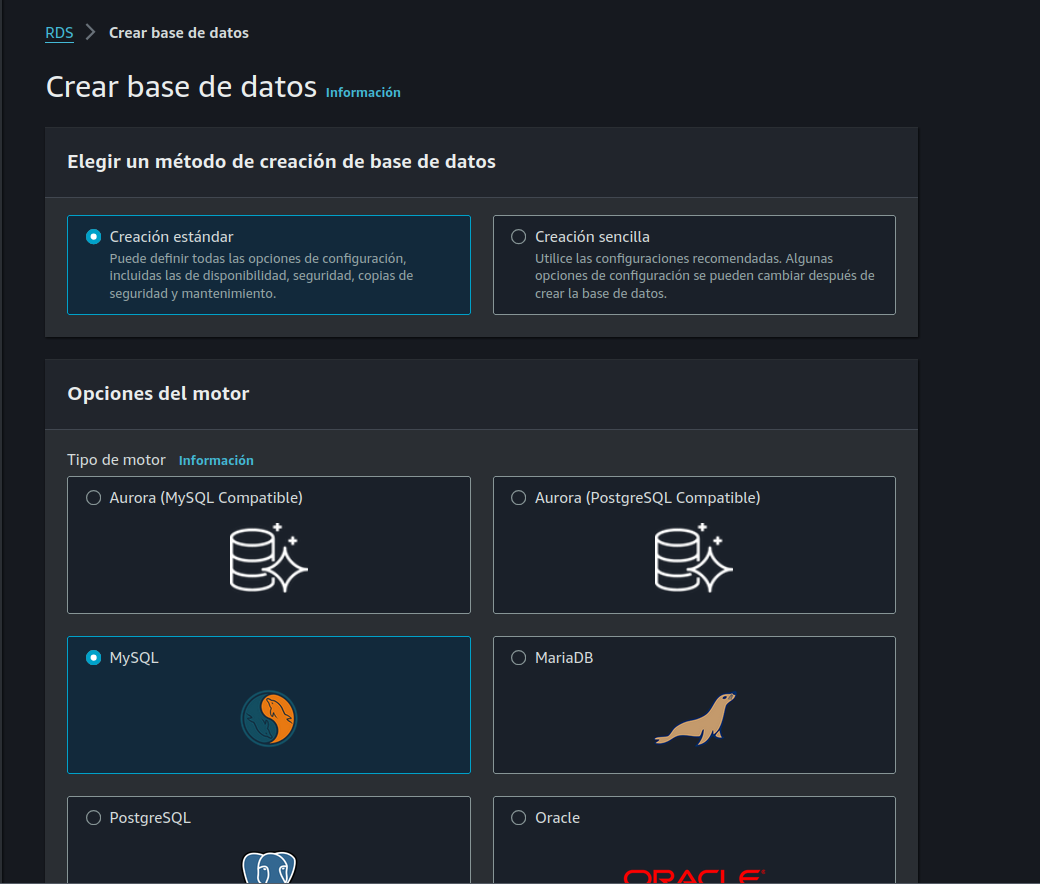 RDS > Crear base de datos
Crear base de datos Información
Elegir un método de creación de base de datos
Creación estándar
Puede definir todas las opciones de configuración,
incluidas las de disponibilidad, seguridad, copias de
seguridad y mantenimiento.
Creación sencilla
Utilice las configuraciones recomendadas. Algunas
opciones de configuración se pueden cambiar después de
crear la base de datos.
Opciones del motor
Tipo de motor Información
Aurora (MySQL Compatible)
Aurora (PostgreSQL Compatible)
MySQL
MariaDB
PostgreSQL
Oracle
ORACLE